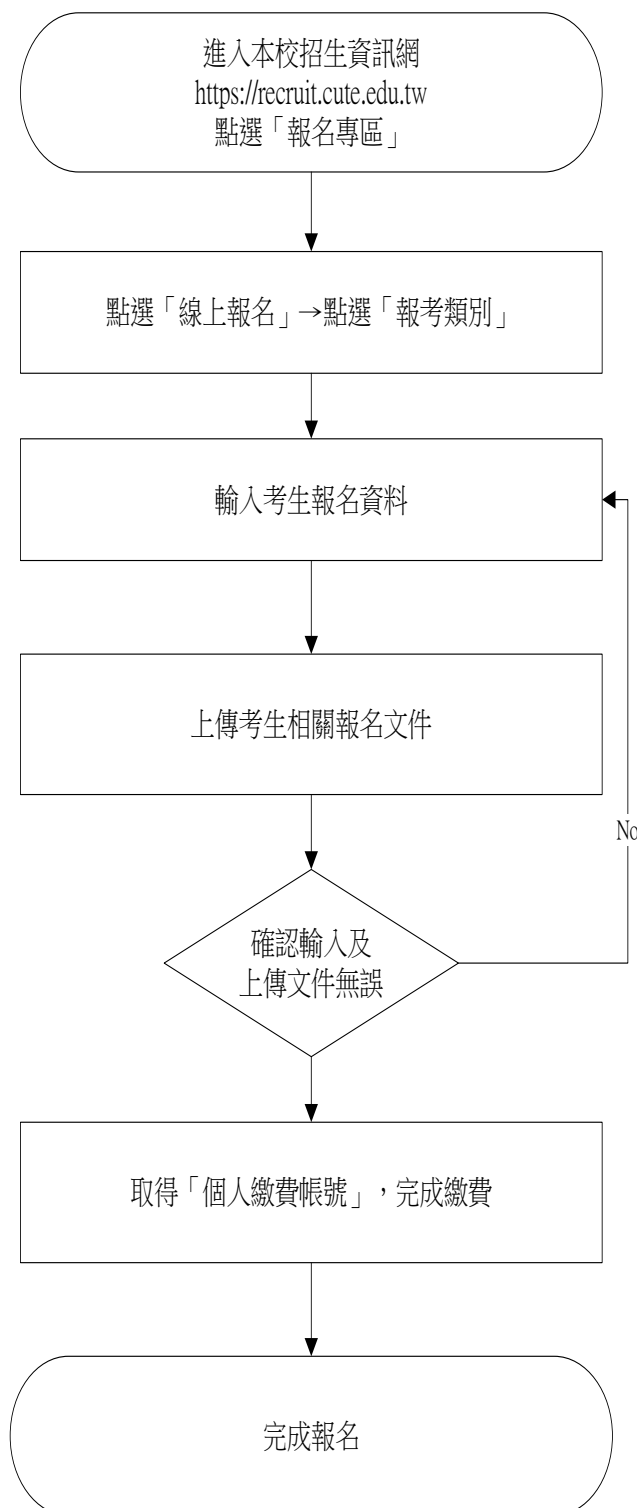 進入本校招生資訊網
https://recruit.cute.edu.tw
點選「報名專區」
點選「線上報名」→點選「報考類別」
輸入考生報名資料
上傳考生相關報名文件
No
確認輸入及
上傳文件無誤
取得「個人繳費帳號」，完成繳費
完成報名